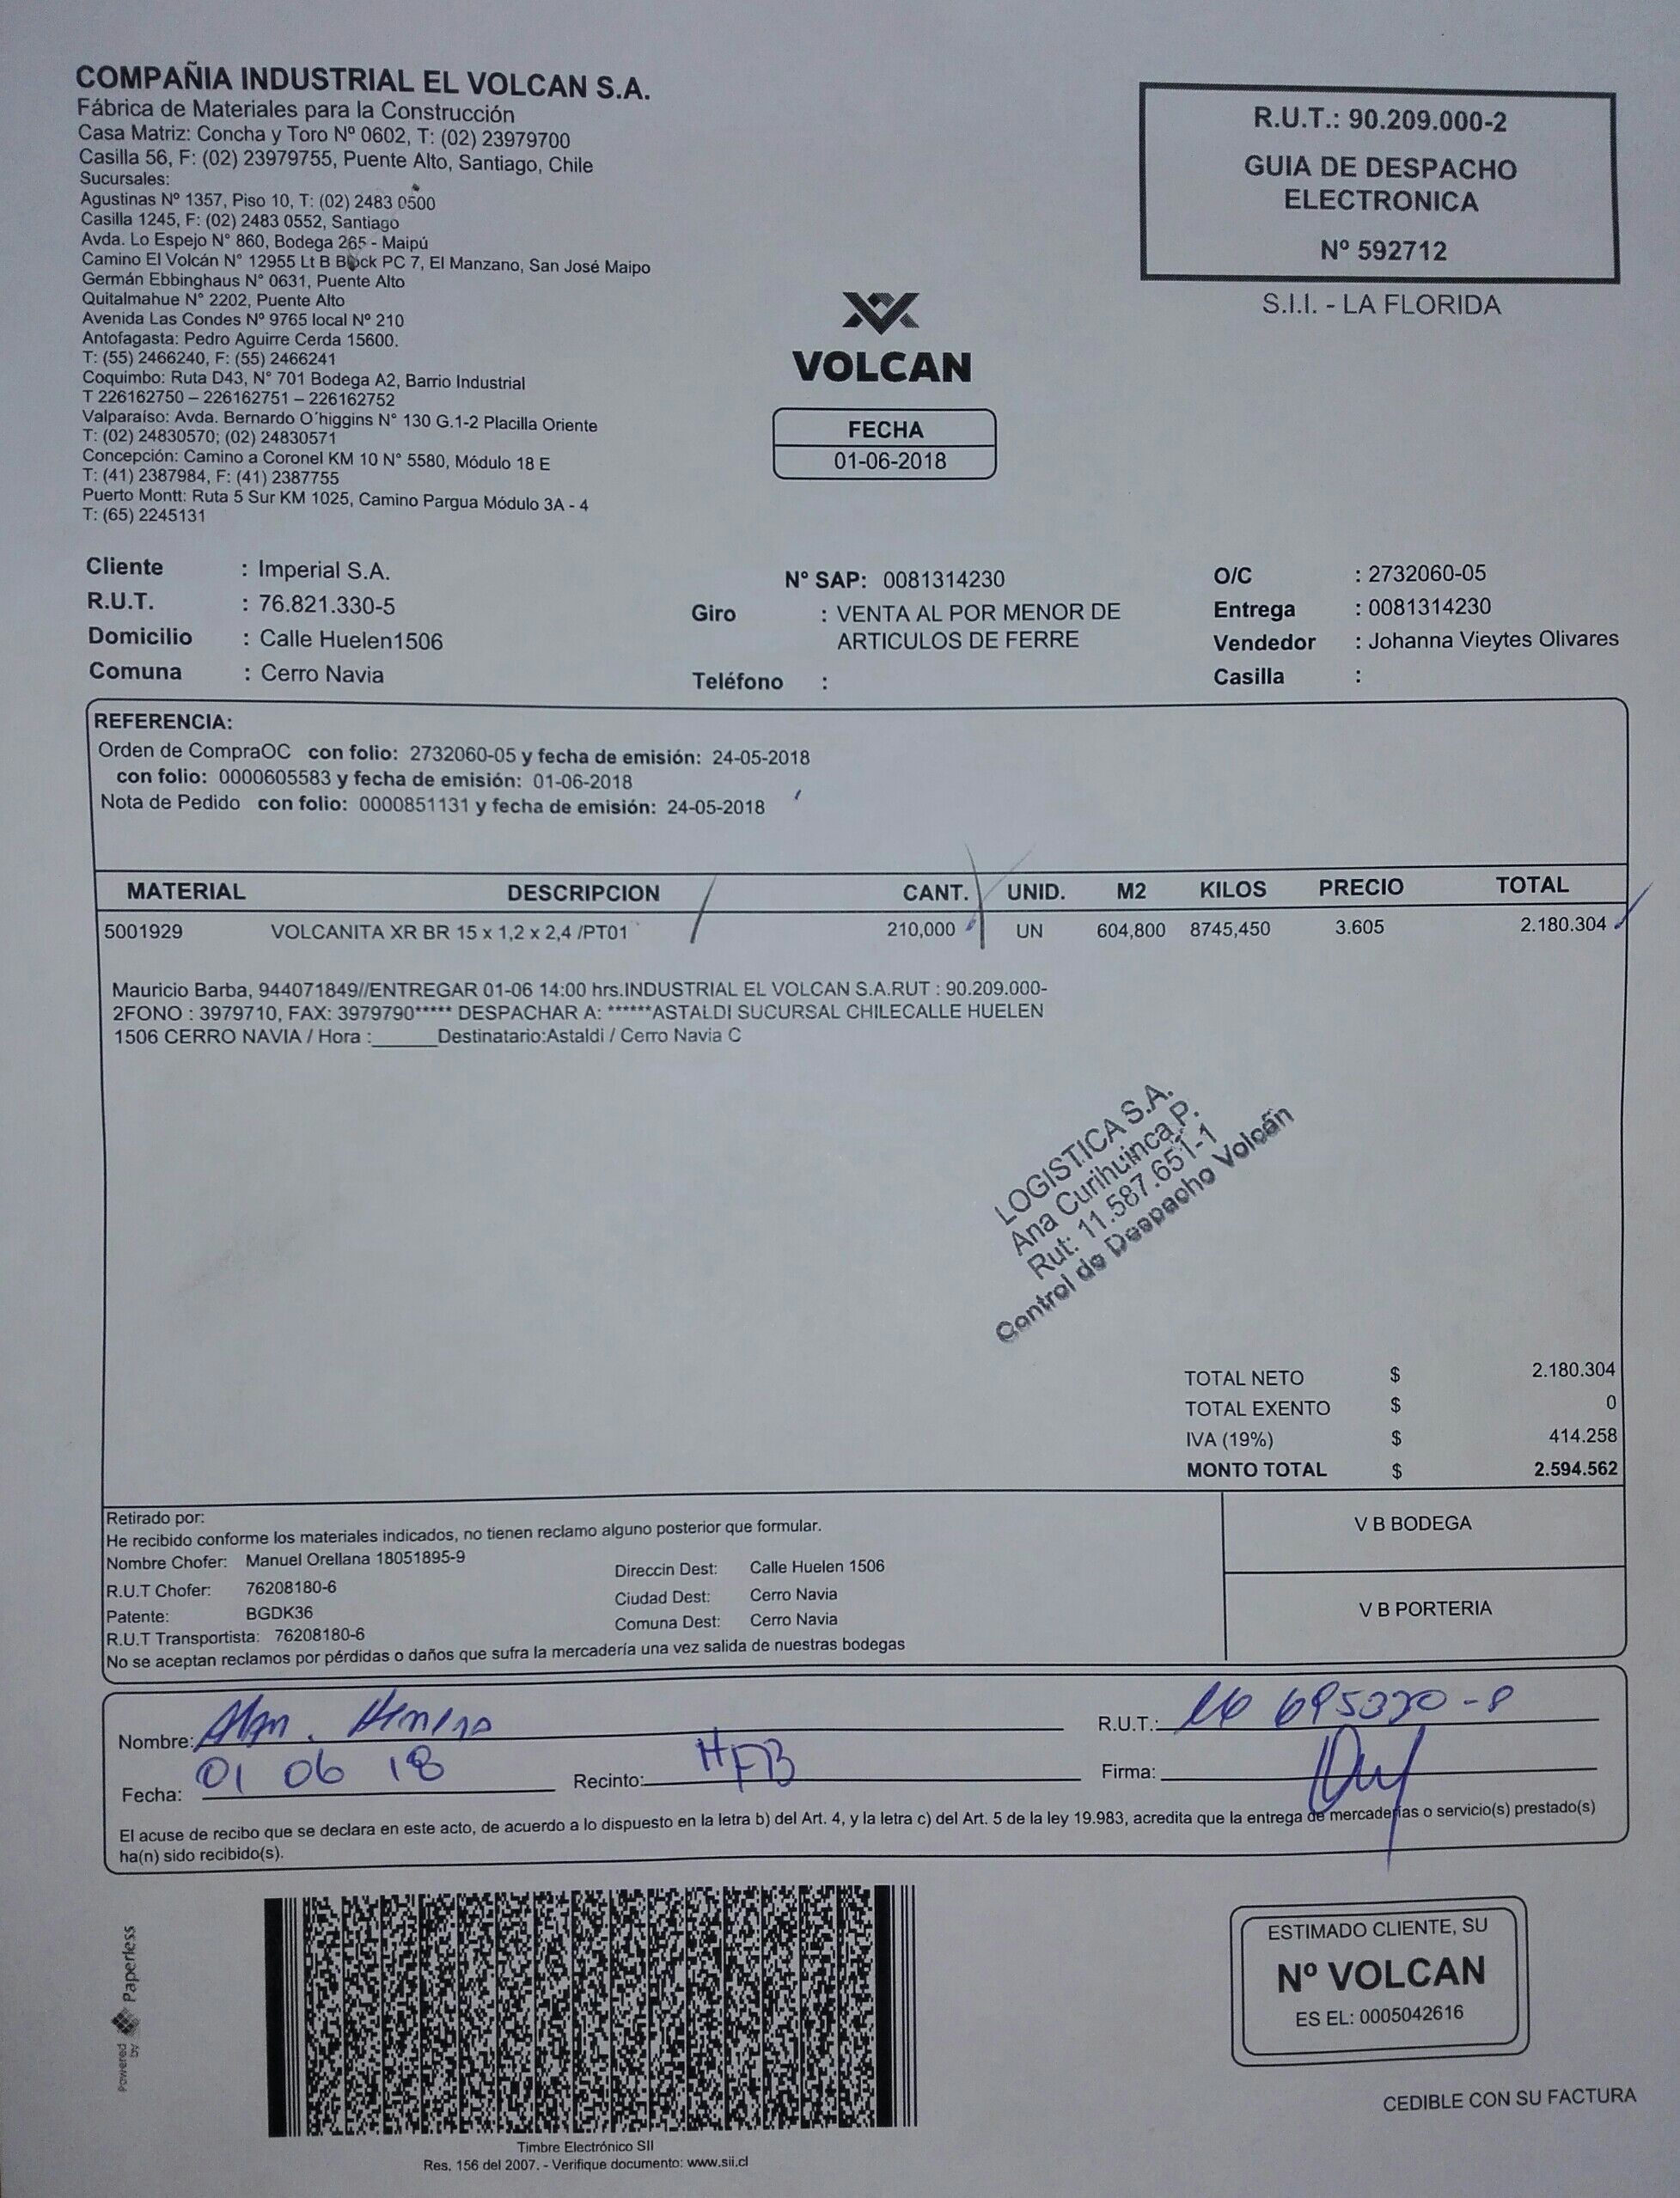 COMPAÑIA INDUSTRIAL EL VOLCAN S.A.
Fábrica de Materiales para la Construcción
Casa Matriz: Concha y Toro Nº 0602, T: (02) 23979700
Casilla 56, F: (02) 23979755, Puente Alto, Santiago, Chile
Sucursales:
Agustinas Nº 1357, Piso 10, T: (02) 2483 0500
Casilla 1245, F: (02) 2483 0552, Santiago
Avda. Lo Espejo N° 860, Bodega 265 - Maipú
Camino El Volcán N° 12955 Lt B Block PC 7, El Manzano, San José Maipo
Germán Ebbinghaus N° 0631, Puente Alto
Quitalmahue N° 2202, Puente Alto
Avenida Las Condes Nº 9765 local Nº 210
Antofagasta: Pedro Aguirre Cerda 15600.
T: (55) 2466240, F: (55) 2466241
Coquimbo: Ruta D43, N° 701 Bodega A2, Barrio Industrial
T 226162750 – 226162751 – 226162752
Valparaíso: Avda. Bernardo O´higgins N° 130 G.1-2 Placilla Oriente
T: (02) 24830570; (02) 24830571
Concepción: Camino a Coronel KM 10 N° 5580, Módulo 18 E
T: (41) 2387984, F: (41) 2387755
Puerto Montt: Ruta 5 Sur KM 1025, Camino Pargua Módulo 3A - 4
T: (65) 2245131
R.U.T.: 90.209.000-2
GUIA DE DESPACHO
ELECTRONICA
Nº 592712
S.I.I. - LA FLORIDA
VOLCAN
FECHA
01-06-2018
Cliente : Imperial S.A.
R.U.T. : 76.821.330-5
Domicilio : Calle Huelen1506
Comuna : Cerro Navia
N° SAP: 0081314230
Giro : VENTA AL POR MENOR DE
ARTICULOS DE FERRE
Teléfono :
O/C : 2732060-05
Entrega : 0081314230
Vendedor : Johanna Vieytes Olivares
Casilla :
REFERENCIA:
Orden de CompraOC con folio: 2732060-05 y fecha de emisión: 24-05-2018
con folio: 0000605583 y fecha de emisión: 01-06-2018
Nota de Pedido con folio: 0000851131 y fecha de emisión: 24-05-2018
MATERIAL DESCRIPCION CANT. UNID. M2 KILOS PRECIO TOTAL
5001929 VOLCANITA XR BR 15 x 1,2 x 2,4 /PT01 210,000 UN 604,800 8745,450 3.605 2.180.304
Mauricio Barba, 944071849//ENTREGAR 01-06 14:00 hrs.INDUSTRIAL EL VOLCAN S.A.RUT : 90.209.000-
2FONO : 3979710, FAX: 3979790***** DESPACHAR A: ******ASTALDI SUCURSAL CHILECALLE HUELEN
1506 CERRO NAVIA / Hora :______Destinatario:Astaldi / Cerro Navia C
LOGISTICA S.A.
Ana Curihuinca P.
Rut: 11.587.651-1
Control de Despacho Volcán
TOTAL NETO $ 2.180.304
TOTAL EXENTO $ 0
IVA (19%) $ 414.258
MONTO TOTAL $ 2.594.562
Retirado por:
He recibido conforme los materiales indicados, no tienen reclamo alguno posterior que formular.
Nombre Chofer: Manuel Orellana 18051895-9
R.U.T Chofer: 76208180-6
Patente: BGDK36
R.U.T Transportista: 76208180-6
Direccin Dest: Calle Huelen 1506
Ciudad Dest: Cerro Navia
Comuna Dest: Cerro Navia
No se aceptan reclamos por pérdidas o daños que sufra la mercadería una vez salida de nuestras bodegas
V B BODEGA
V B PORTERIA
Nombre:
R.U.T.:
Fecha: 01 06 18
Recinto: HFB
Firma:
El acuse de recibo que se declara en este acto, de acuerdo a lo dispuesto en la letra b) del Art. 4, y la letra c) del Art. 5 de la ley 19.983, acredita que la entrega de mercaderías o servicio(s) prestado(s)
ha(n) sido recibido(s).
Powered by Paperless
Timbre Electrónico SII
Res. 156 del 2007. - Verifique documento: www.sii.cl
ESTIMADO CLIENTE, SU
Nº VOLCAN
ES EL: 0005042616
CEDIBLE CON SU FACTURA